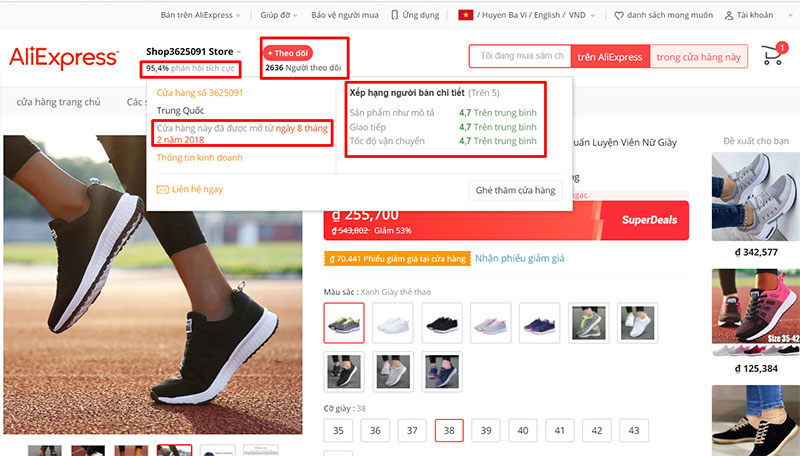 Bán trên AliExpress
Giúp đỡ
Bảo vệ người mua
Ứng dụng
/ Huyen Ba Vi / English / VND
danh sách mong muốn
Tài khoản
AliExpress
Shop3625091 Store
95,4% phản hồi tích cực
+ Theo dõi
2636 Người theo dõi
Tôi đang mua sắm ch
trên AliExpress
trong cửa hàng này
1
cửa hàng trang chủ
Các s
Cửa hàng số 3625091
Trung Quốc
Cửa hàng này đã được mở từ ngày 8 tháng
2 năm 2018
Thông tin kinh doanh
Liên hệ ngay
Xếp hạng người bán chi tiết (Trên 5)
Sản phẩm như mô tả 4,7 Trên trung bình
Giao tiếp 4,7 Trên trung bình
Tốc độ vận chuyển 4,7 Trên trung bình
Ghé thăm cửa hàng
uấn Luyện Viên Nữ Giày
ng
ngạc.
₫ 255,700
₫ 543,802 Giảm 53%
SuperDeals
₫ 70.441 Phiếu giảm giá tại cửa hàng
Nhận phiếu giảm giá
Màu sắc : Xanh Giày thể thao
Cỡ giày : 38
35 36 37 38 39 40 41 42 43
Đề xuất cho bạn
₫ 342,577
Size 35-42
₫ 125,384